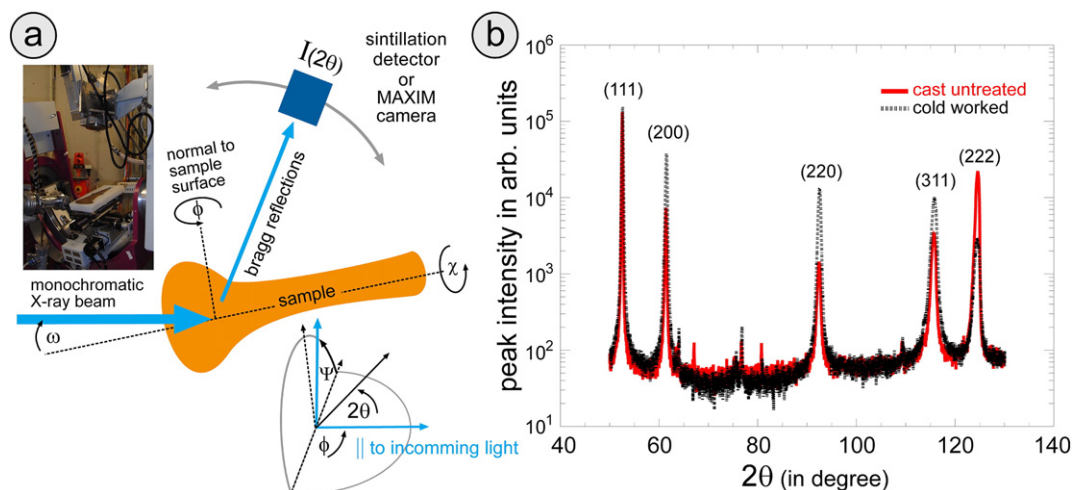 a
I(2θ)
sintillation
detector
or
MAXIM
camera
normal to
sample
surface
ϕ
bragg reflections
monochromatic
X-ray beam
sample
χ
ω
Ψ
2θ
ϕ
|| to incomming light
b
peak intensity in arb. units
10⁶
10⁵
10⁴
10³
10²
10¹
(111)
(200)
(220)
(311)
(222)
cast untreated
cold worked
40
60
80
100
120
140
2θ (in degree)